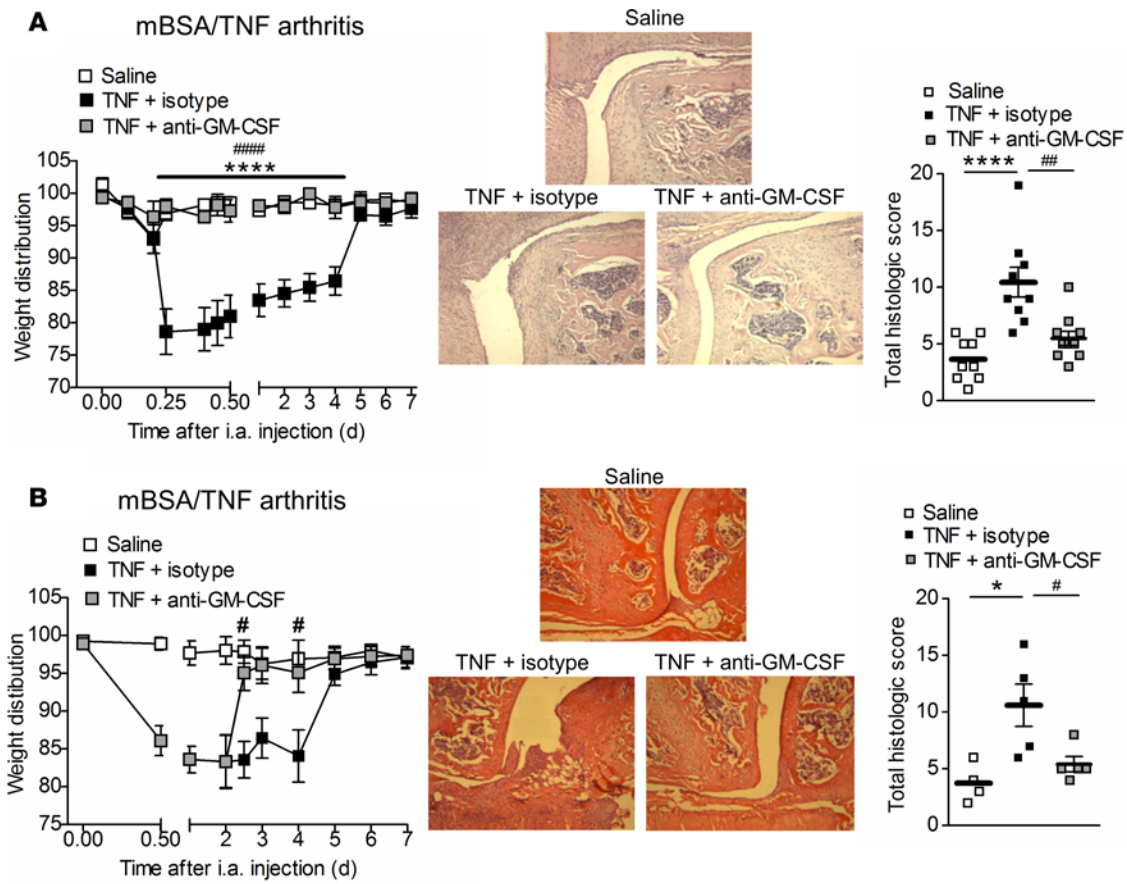 A
mBSA/TNF arthritis
Saline
TNF + isotype
TNF + anti-GM-CSF
####
****
105
100
95
90
85
80
75
70
Weight distribution
0.00
0.25
0.50
2
3
4
5
6
7
Time after i.a. injection (d)
Saline
TNF + isotype
TNF + anti-GM-CSF
Saline
TNF + isotype
TNF + anti-GM-CSF
****
##
20
15
10
5
0
Total histologic score
B
mBSA/TNF arthritis
Saline
TNF + isotype
TNF + anti-GM-CSF
#
#
105
100
95
90
85
80
75
Weight distibution
0.00
0.50
2
3
4
5
6
7
Time after i.a. injection (d)
Saline
TNF + isotype
TNF + anti-GM-CSF
Saline
TNF + isotype
TNF + anti-GM-CSF
*
#
20
15
10
5
0
Total histologic score